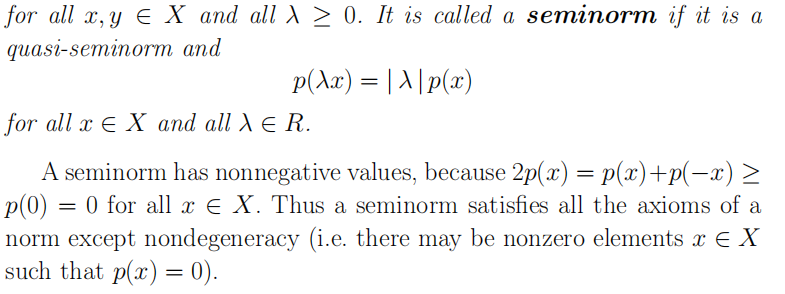 for all x, y ∈ X and all λ ≥ 0. It is called a seminorm if it is a
quasi-seminorm and
p(λx) = |λ|p(x)
for all x ∈ X and all λ ∈ R.
A seminorm has nonnegative values, because 2p(x) = p(x)+p(−x) ≥
p(0) = 0 for all x ∈ X. Thus a seminorm satisfies all the axioms of a
norm except nondegeneracy (i.e. there may be nonzero elements x ∈ X
such that p(x) = 0).